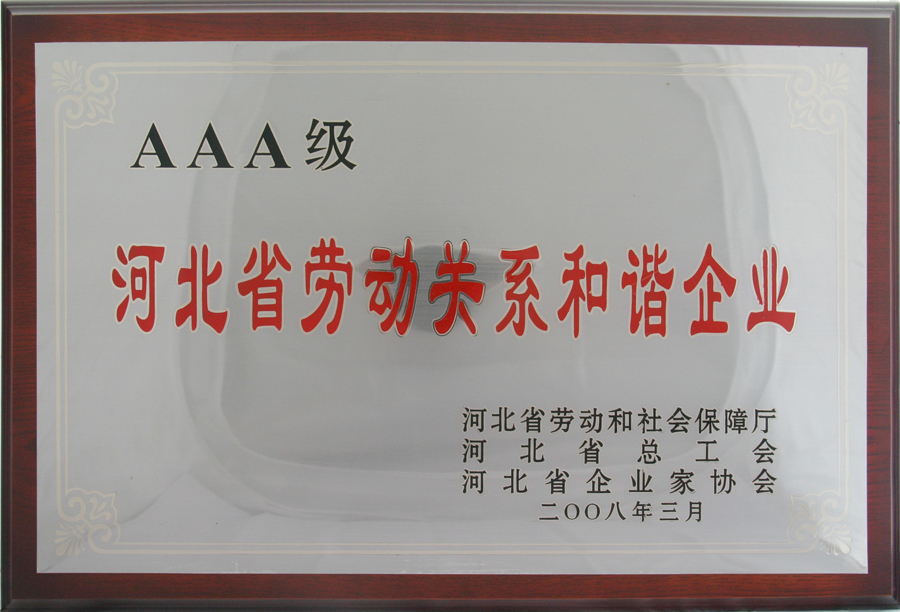 AAA级
河北省劳动关系和谐企业
河北省劳动和社会保障厅
河北省总工会
河北省企业家协会
二〇〇八年三月